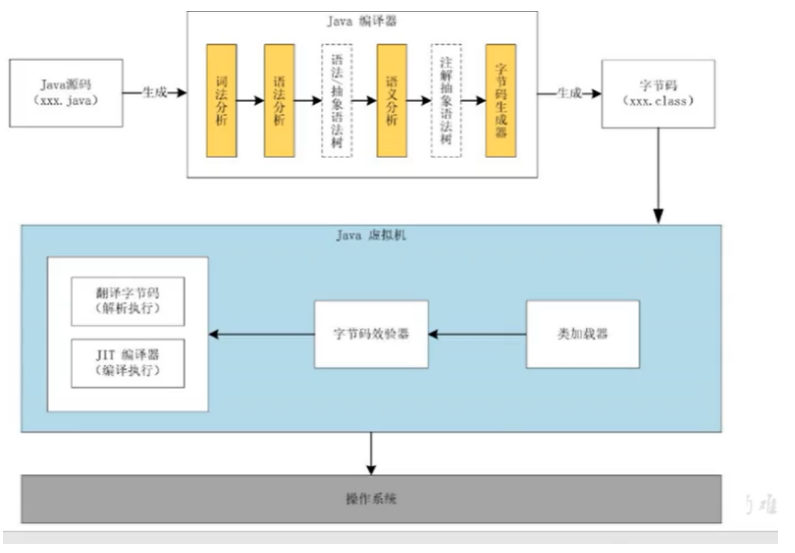 Java 编译器
Java源码
(xxx.java)
生成
词法分析
语法分析
语法/抽象语法树
语义分析
注解抽象语法树
字节码生成器
生成
字节码
(xxx.class)
Java 虚拟机
翻译字节码
(解析执行)
JIT 编译器
(编译执行)
字节码效验器
类加载器
操作系统